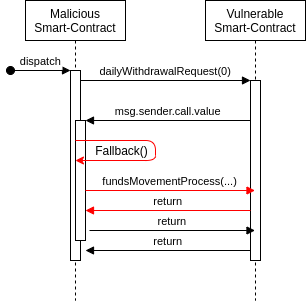 Malicious
Smart-Contract
Vulnerable
Smart-Contract
dispatch
dailyWithdrawalRequest(0)
msg.sender.call.value
Fallback()
fundsMovementProcess(...)
return
return
return